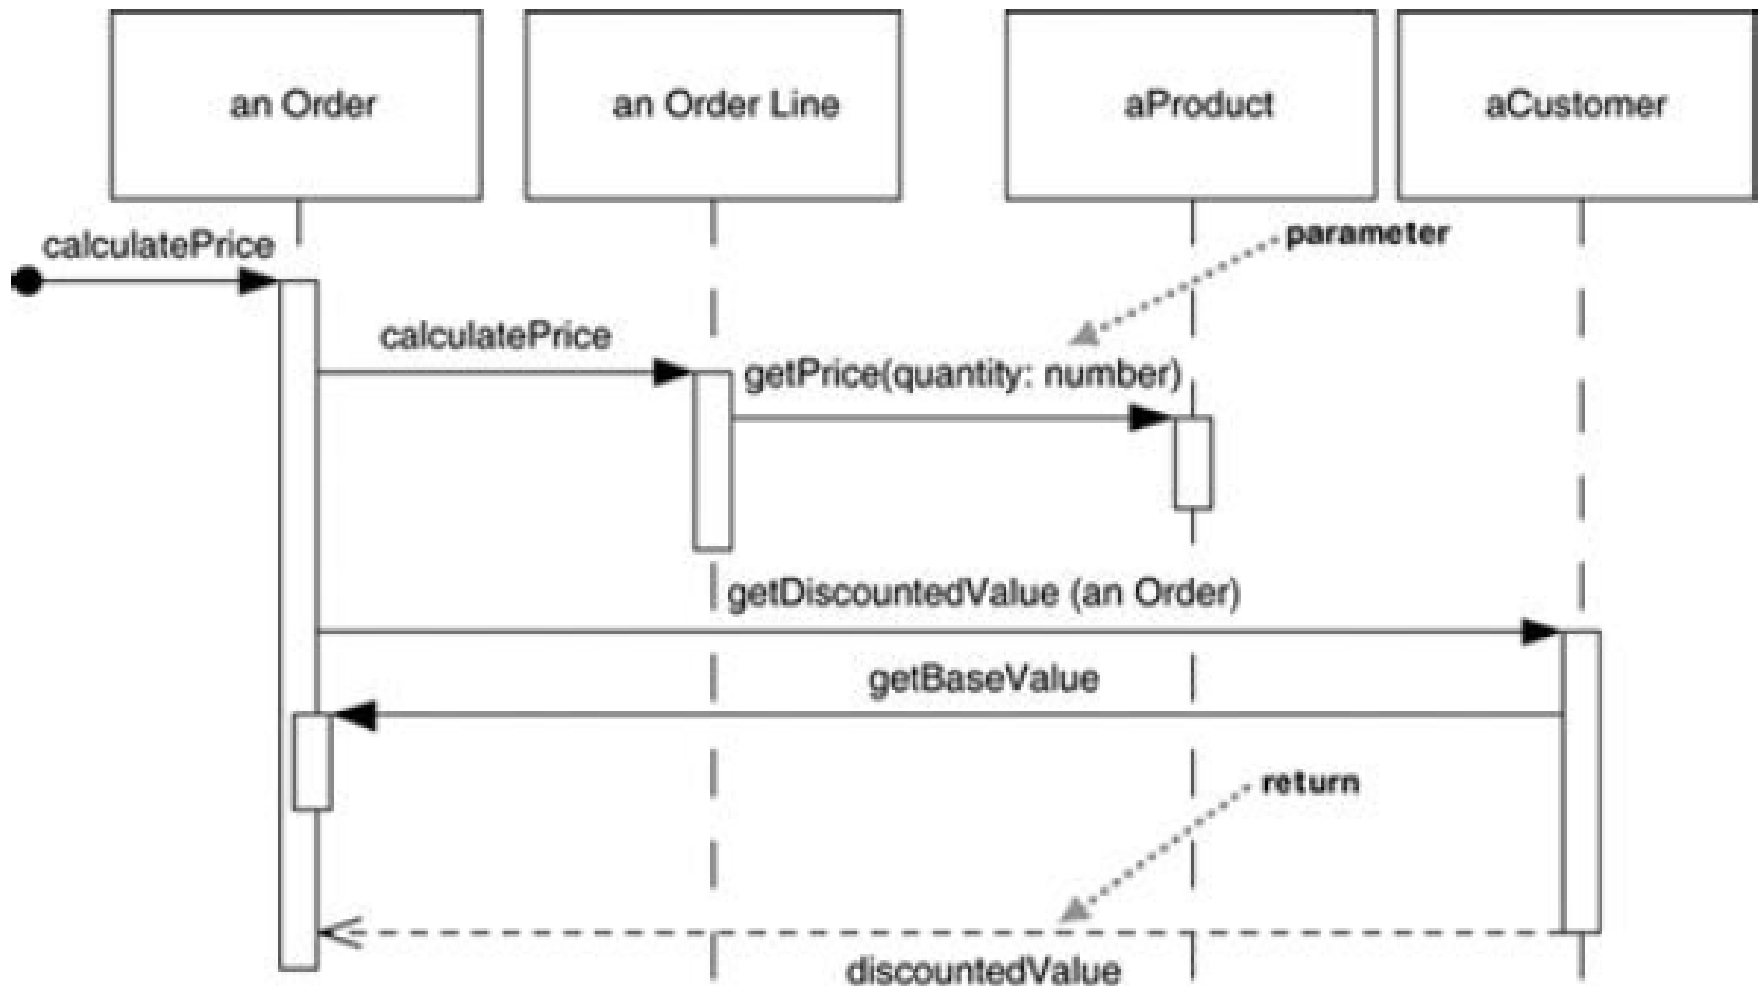 an Order
an Order Line
aProduct
aCustomer
calculatePrice
parameter
calculatePrice
getPrice(quantity: number)
getDiscountedValue (an Order)
getBaseValue
return
discountedValue